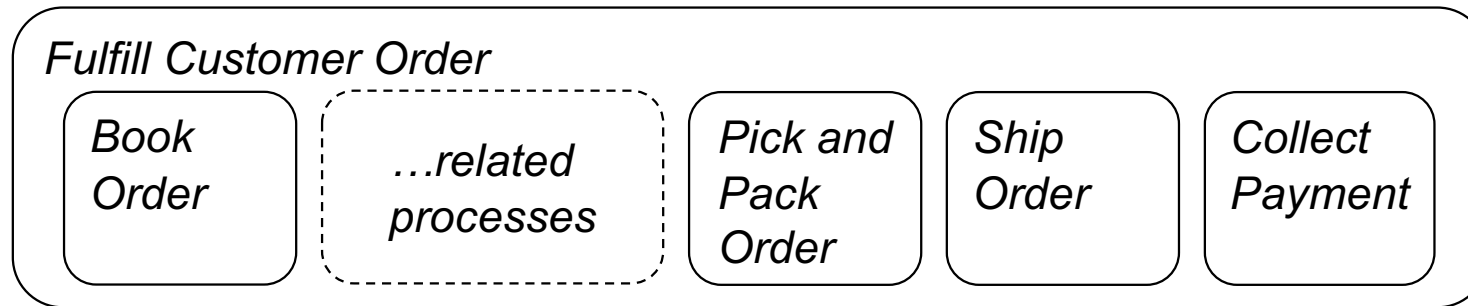 Fulfill Customer Order
Book
Order
…related
processes
Pick and
Pack
Order
Ship
Order
Collect
Payment